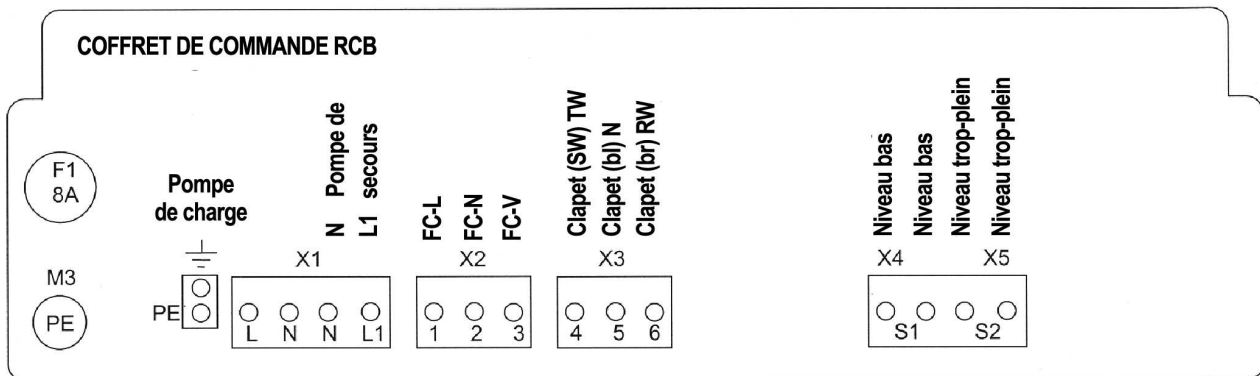 COFFRET DE COMMANDE RCB
F1
8A
Pompe
de charge
N Pompe de
L1 secours
FC-L
FC-N
FC-V
Clapet (SW) TW
Clapet (bl) N
Clapet (br) RW
Niveau bas
Niveau bas
Niveau trop-plein
Niveau trop-plein
X1
X2
X3
X4
X5
M3
PE
PE
L N N L1
1 2 3
4 5 6
S1 S2